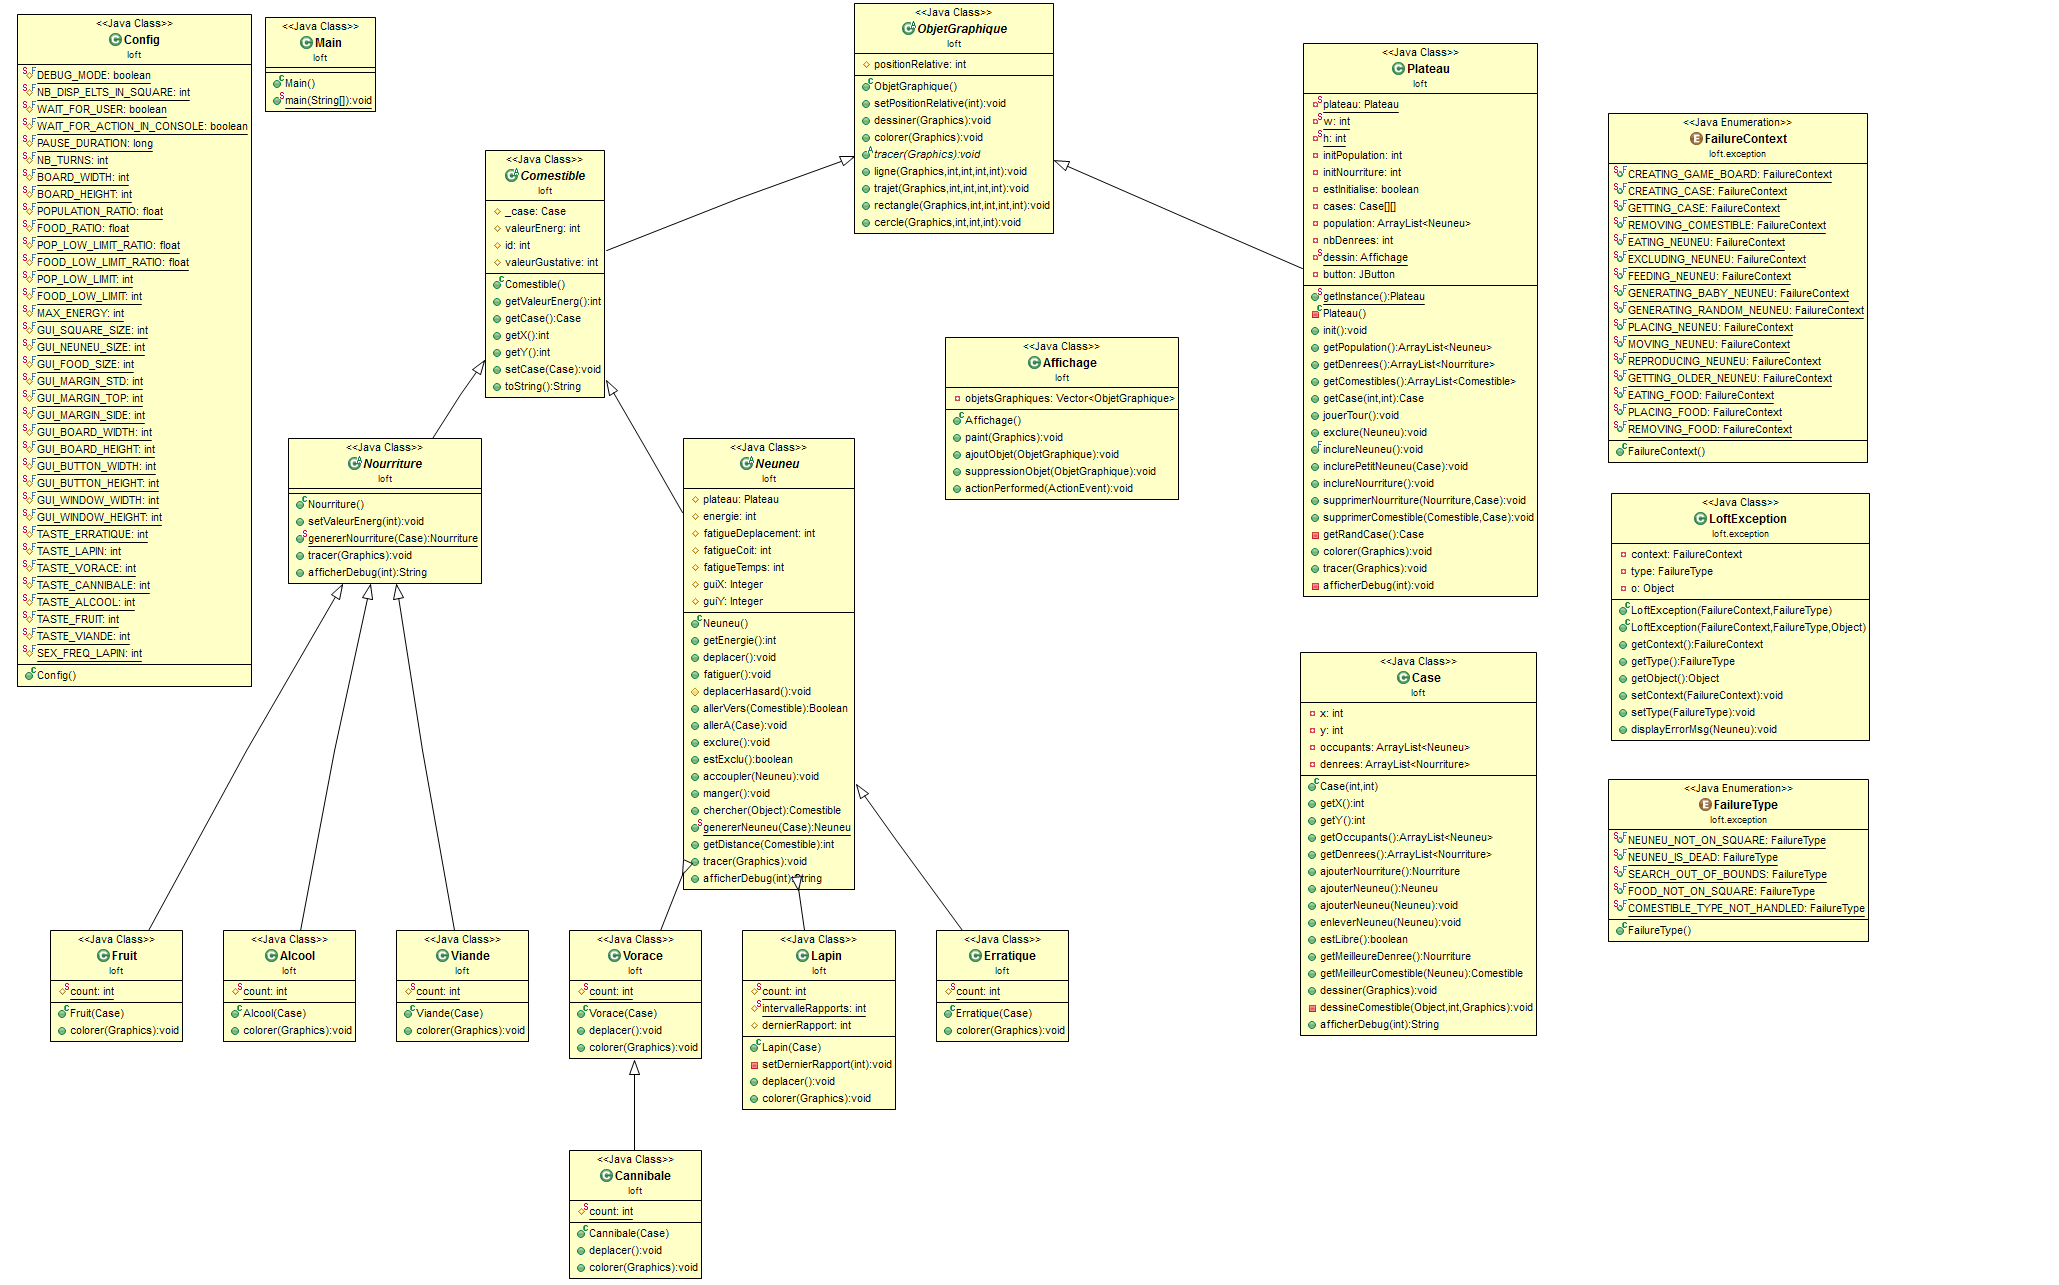 <<Java Class>>
Config
loft
DEBUG_MODE: boolean
NB_DISP_ELTS_IN_SQUARE: int
WAIT_FOR_USER: boolean
WAIT_FOR_ACTION_IN_CONSOLE: boolean
PAUSE_DURATION: long
NB_TURNS: int
BOARD_WIDTH: int
BOARD_HEIGHT: int
POPULATION_RATIO: float
FOOD_RATIO: float
POP_LOW_LIMIT_RATIO: float
FOOD_LOW_LIMIT_RATIO: float
POP_LOW_LIMIT: int
FOOD_LOW_LIMIT: int
MAX_ENERGY: int
GUI_SQUARE_SIZE: int
GUI_NEUNEU_SIZE: int
GUI_FOOD_SIZE: int
GUI_MARGIN_STD: int
GUI_MARGIN_TOP: int
GUI_MARGIN_SIDE: int
GUI_BOARD_WIDTH: int
GUI_BOARD_HEIGHT: int
GUI_BUTTON_WIDTH: int
GUI_BUTTON_HEIGHT: int
GUI_WINDOW_WIDTH: int
GUI_WINDOW_HEIGHT: int
TASTE_ERRATIQUE: int
TASTE_LAPIN: int
TASTE_VORACE: int
TASTE_CANNIBALE: int
TASTE_ALCOOL: int
TASTE_FRUIT: int
TASTE_VIANDE: int
SEX_FREQ_LAPIN: int
Config()
<<Java Class>>
Main
loft
Main()
main(String[]):void
<<Java Class>>
ObjetGraphique
loft
positionRelative: int
ObjetGraphique()
setPositionRelative(int):void
dessiner(Graphics):void
colorer(Graphics):void
tracer(Graphics):void
ligne(Graphics,int,int,int,int):void
trajet(Graphics,int,int,int,int):void
rectangle(Graphics,int,int,int,int):void
cercle(Graphics,int,int,int):void
<<Java Class>>
Comestible
loft
_case: Case
valeurEnerg: int
id: int
valeurGustative: int
Comestible()
getValeurEnerg():int
getCase():Case
getX():int
getY():int
setCase(Case):void
toString():String
<<Java Class>>
Plateau
loft
plateau: Plateau
w: int
h: int
initPopulation: int
initNourriture: int
estInitialise: boolean
cases: Case[][]
population: ArrayList<Neuneu>
nbDenrees: int
dessin: Affichage
button: JButton
getInstance():Plateau
Plateau()
init():void
getPopulation():ArrayList<Neuneu>
getDenrees():ArrayList<Nourriture>
getComestibles():ArrayList<Comestible>
getCase(int,int):Case
jouerTour():void
exclure(Neuneu):void
inclureNeuneu():void
inclurePetitNeuneu(Case):void
inclureNourriture():void
supprimerNourriture(Nourriture,Case):void
supprimerComestible(Comestible,Case):void
getRandCase():Case
colorer(Graphics):void
tracer(Graphics):void
afficherDebug(int):void
<<Java Enumeration>>
FailureContext
loft.exception
CREATING_GAME_BOARD: FailureContext
CREATING_CASE: FailureContext
GETTING_CASE: FailureContext
REMOVING_COMESTIBLE: FailureContext
EATING_NEUNEU: FailureContext
EXCLUDING_NEUNEU: FailureContext
FEEDING_NEUNEU: FailureContext
GENERATING_BABY_NEUNEU: FailureContext
GENERATING_RANDOM_NEUNEU: FailureContext
PLACING_NEUNEU: FailureContext
MOVING_NEUNEU: FailureContext
REPRODUCING_NEUNEU: FailureContext
GETTING_OLDER_NEUNEU: FailureContext
EATING_FOOD: FailureContext
PLACING_FOOD: FailureContext
REMOVING_FOOD: FailureContext
FailureContext()
<<Java Class>>
Affichage
loft
objetsGraphiques: Vector<ObjetGraphique>
Affichage()
paint(Graphics):void
ajoutObjet(ObjetGraphique):void
suppressionObjet(ObjetGraphique):void
actionPerformed(ActionEvent):void
<<Java Class>>
Nourriture
loft
Nourriture()
setValeurEnerg(int):void
genererNourriture(Case):Nourriture
tracer(Graphics):void
afficherDebug(int):String
<<Java Class>>
Neuneu
loft
plateau: Plateau
energie: int
fatigueDeplacement: int
fatigueCoit: int
fatigueTemps: int
guiX: Integer
guiY: Integer
Neuneu()
getEnergie():int
deplacer():void
fatiguer():void
deplacerHasard():void
allerVers(Comestible):Boolean
allerA(Case):void
exclure():void
estExclu():boolean
accoupler(Neuneu):void
manger():void
chercher(Object):Comestible
genererNeuneu(Case):Neuneu
getDistance(Comestible):int
tracer(Graphics):void
afficherDebug(int):String
<<Java Class>>
LoftException
loft.exception
context: FailureContext
type: FailureType
o: Object
LoftException(FailureContext,FailureType)
LoftException(FailureContext,FailureType,Object)
getContext():FailureContext
getType():FailureType
getObject():Object
setContext(FailureContext):void
setType(FailureType):void
displayErrorMsg(Neuneu):void
<<Java Class>>
Case
loft
x: int
y: int
occupants: ArrayList<Neuneu>
denrees: ArrayList<Nourriture>
Case(int,int)
getX():int
getY():int
getOccupants():ArrayList<Neuneu>
getDenrees():ArrayList<Nourriture>
ajouterNourriture():Nourriture
ajouterNeuneu():Neuneu
ajouterNeuneu(Neuneu):void
enleverNeuneu(Neuneu):void
estLibre():boolean
getMeilleureDenree():Nourriture
getMeilleurComestible(Neuneu):Comestible
dessiner(Graphics):void
dessineComestible(Object,int,Graphics):void
afficherDebug(int):String
<<Java Enumeration>>
FailureType
loft.exception
NEUNEU_NOT_ON_SQUARE: FailureType
NEUNEU_IS_DEAD: FailureType
SEARCH_OUT_OF_BOUNDS: FailureType
FOOD_NOT_ON_SQUARE: FailureType
COMESTIBLE_TYPE_NOT_HANDLED: FailureType
FailureType()
<<Java Class>>
Fruit
loft
count: int
Fruit(Case)
colorer(Graphics):void
<<Java Class>>
Alcool
loft
count: int
Alcool(Case)
colorer(Graphics):void
<<Java Class>>
Viande
loft
count: int
Viande(Case)
colorer(Graphics):void
<<Java Class>>
Vorace
loft
count: int
Vorace(Case)
deplacer():void
colorer(Graphics):void
<<Java Class>>
Lapin
loft
count: int
intervalleRapports: int
dernierRapport: int
Lapin(Case)
setDernierRapport(int):void
deplacer():void
colorer(Graphics):void
<<Java Class>>
Erratique
loft
count: int
Erratique(Case)
colorer(Graphics):void
<<Java Class>>
Cannibale
loft
count: int
Cannibale(Case)
deplacer():void
colorer(Graphics):void